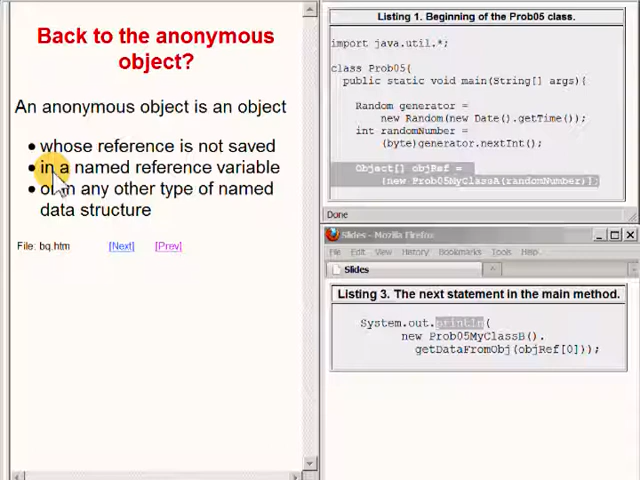 Back to the anonymous
object?
An anonymous object is an object
• whose reference is not saved
• in a named reference variable
• or in any other type of named
data structure
File: bq.htm [Next] [Prev]
Listing 1. Beginning of the Prob05 class.
import java.util.*;
class Prob05{
public static void main(String[] args){
Random generator =
new Random(new Date().getTime());
int randomNumber =
(byte)generator.nextInt();
Object[] objRef =
{new Prob05MyClassA(randomNumber)};
Done
Slides - Mozilla Firefox
File Edit View History Bookmarks Tools Help
Slides
Listing 3. The next statement in the main method.
System.out.println(
new Prob05MyClassB().
getDataFromObj(objRef[0]));